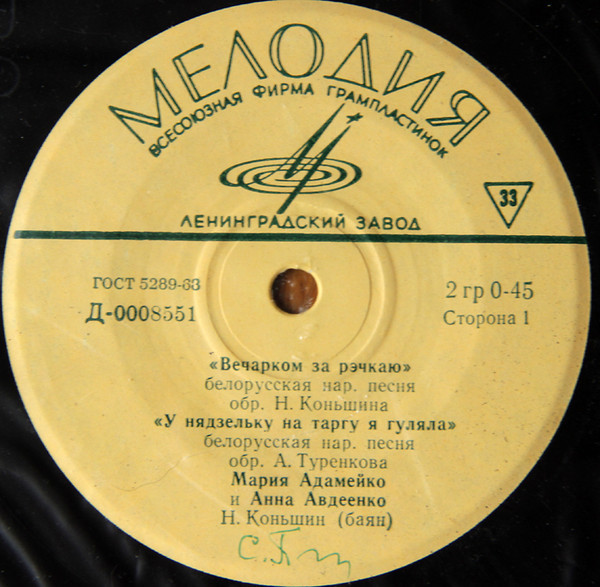 МЕЛОДИЯ
ВСЕСОЮЗНАЯ ФИРМА ГРАМПЛАСТИНОК
33
ЛЕНИНГРАДСКИЙ ЗАВОД
ГОСТ 5289-63
2 гр 0-45
Д-0008551
Сторона 1
«Вечарком за рэчкаю»
белорусская нар. песня
обр. Н. Коньшина
«У нядзельку на таргу я гуляла»
белорусская нар. песня
обр. А. Туренкова
Мария Адамейко
и Анна Авдеенко
Н. Коньшин (баян)